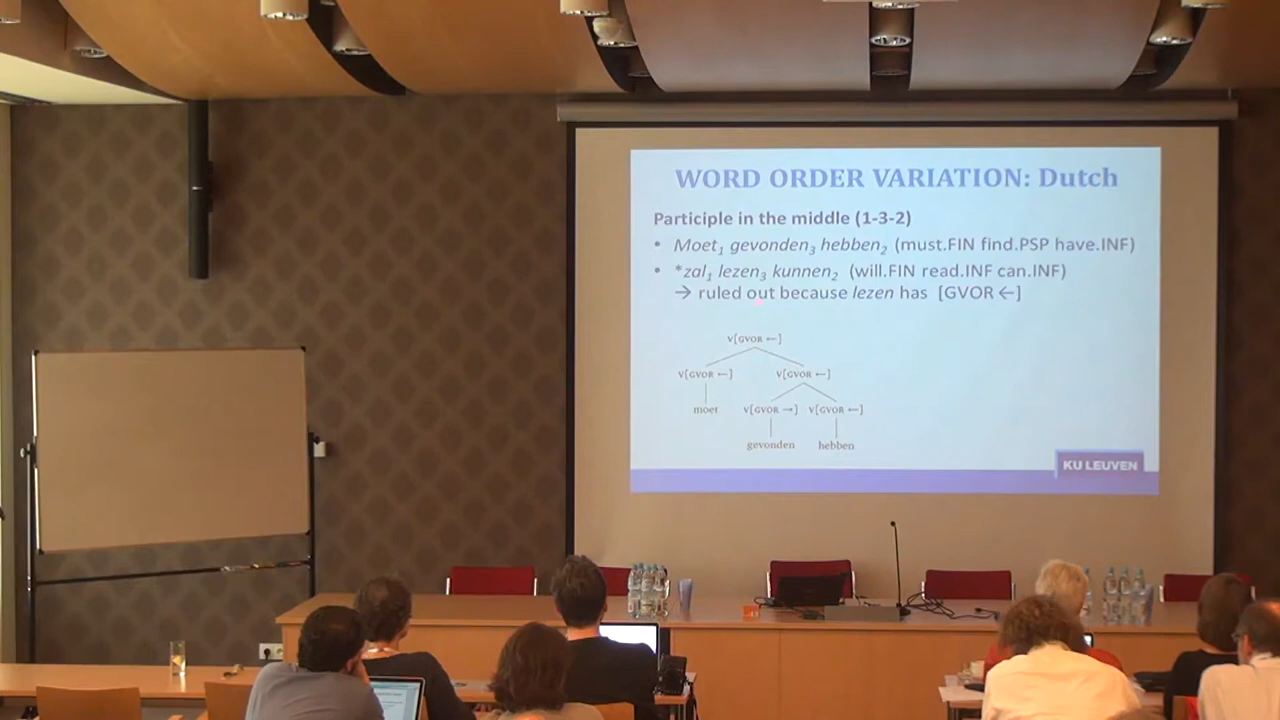 WORD ORDER VARIATION: Dutch
Participle in the middle (1-3-2)
• Moet₁ gevonden₃ hebben₂ (must.FIN find.PSP have.INF)
• *zal₁ lezen₃ kunnen₂ (will.FIN read.INF can.INF)
→ ruled out because lezen has [GVOR ←]
V[GVOR ←]
V[GVOR ←] V[GVOR ←]
moet V[GVOR →] V[GVOR ←]
gevonden hebben
KU LEUVEN